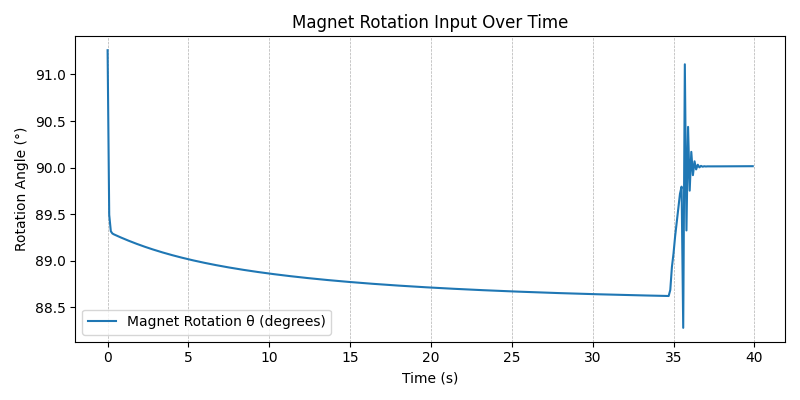 Magnet Rotation Input Over Time
Rotation Angle (°)
91.0
90.5
90.0
89.5
89.0
88.5
Magnet Rotation θ (degrees)
0 5 10 15 20 25 30 35 40
Time (s)